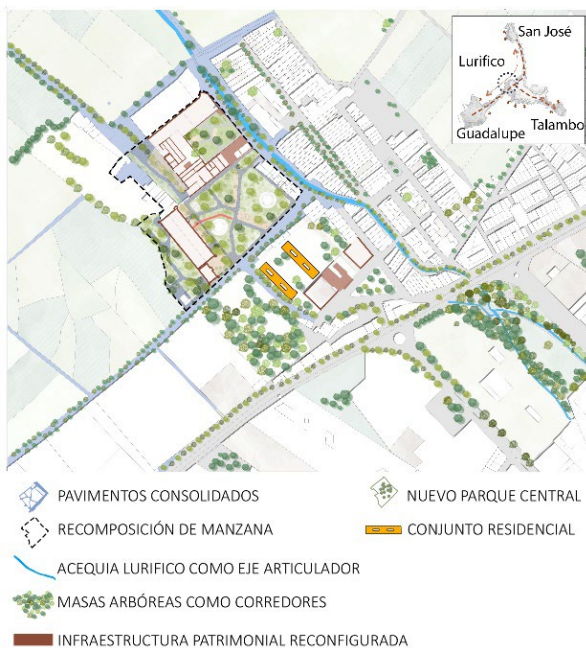 San José
Lurifico
Guadalupe
Talambo
PAVIMENTOS CONSOLIDADOS
NUEVO PARQUE CENTRAL
RECOMPOSICIÓN DE MANZANA
CONJUNTO RESIDENCIAL
ACEQUIA LURIFICO COMO EJE ARTICULADOR
MASAS ARBÓREAS COMO CORREDORES
INFRAESTRUCTURA PATRIMONIAL RECONFIGURADA